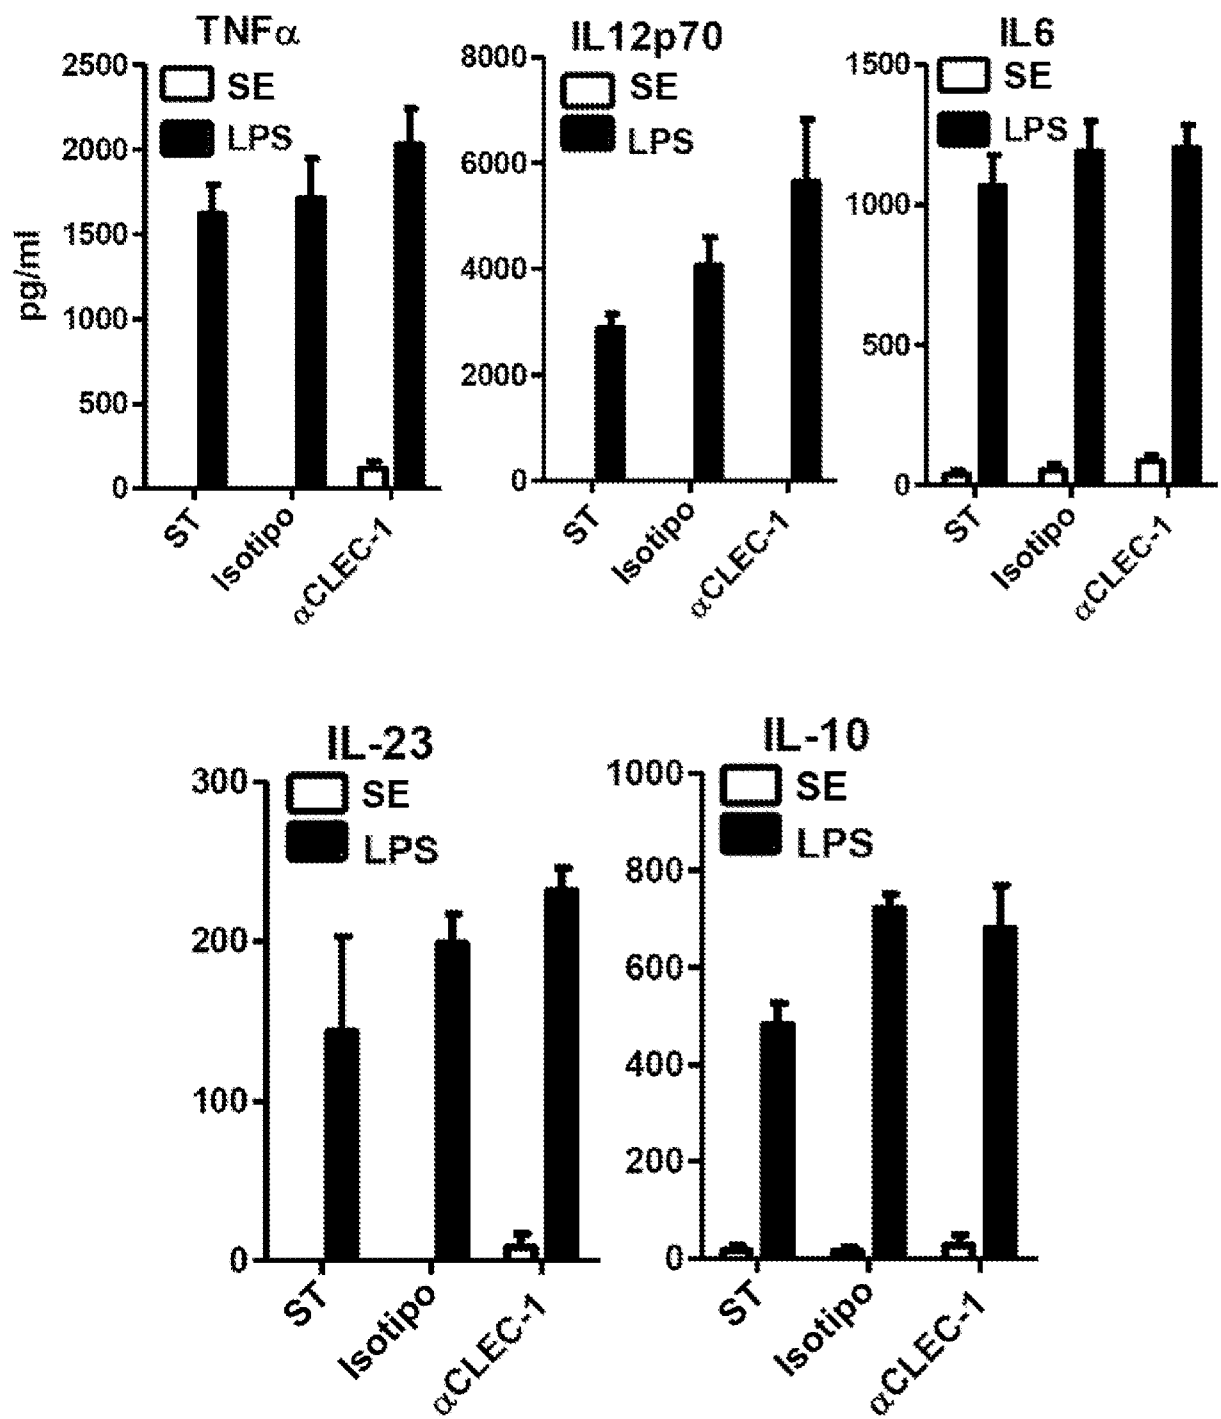 TNFα
2500
2000
1500
1000
500
0
pg/ml
SE
LPS
ST
Isotipo
αCLEC-1
IL12p70
8000
6000
4000
2000
0
SE
LPS
ST
Isotipo
αCLEC-1
IL6
1500
1000
500
0
SE
LPS
ST
Isotipo
αCLEC-1
IL-23
300
200
100
0
SE
LPS
ST
Isotipo
αCLEC-1
IL-10
1000
800
600
400
200
0
SE
LPS
ST
Isotipo
αCLEC-1